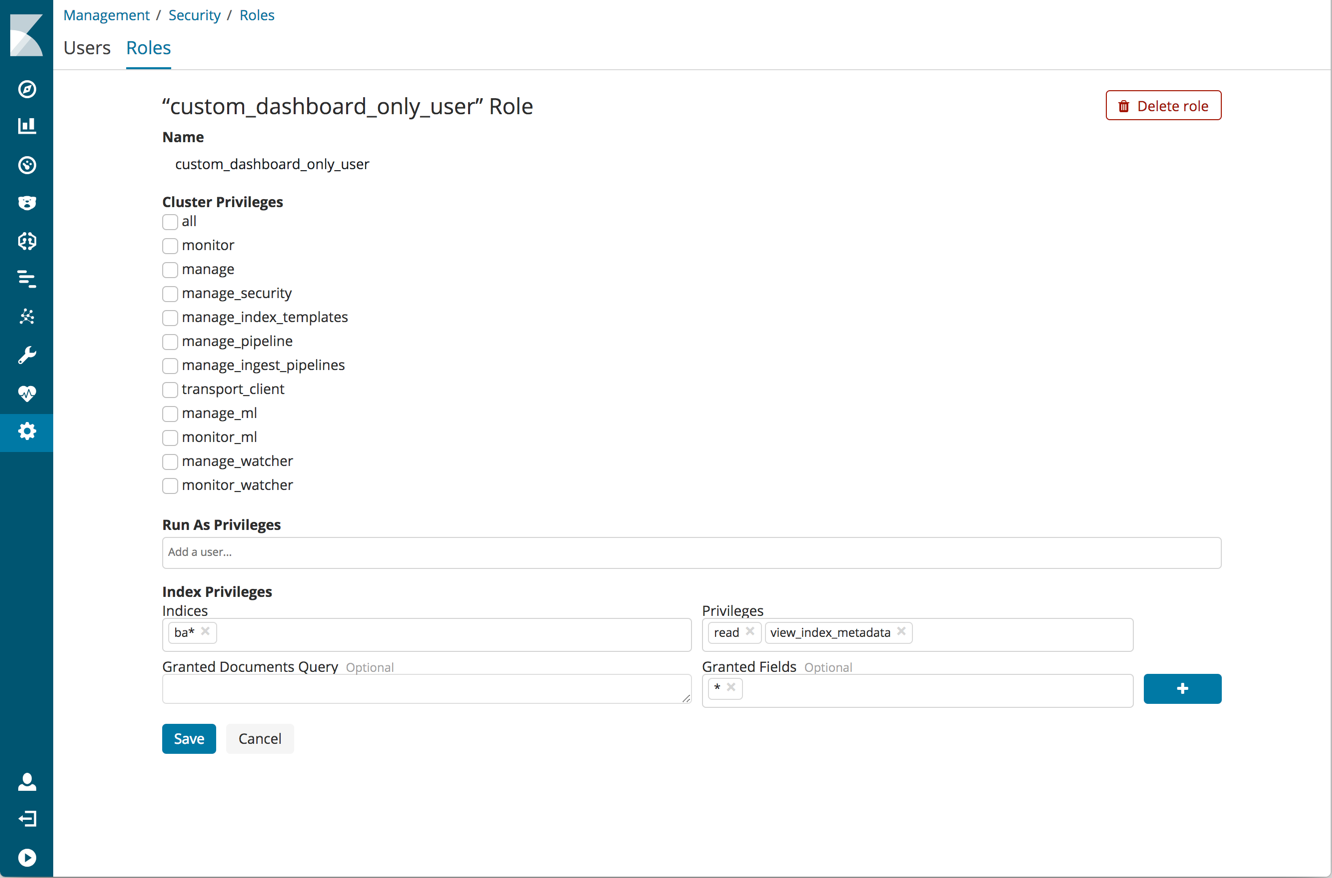 Management / Security / Roles
Users Roles
“custom_dashboard_only_user” Role
Delete role
Name
custom_dashboard_only_user
Cluster Privileges
all
monitor
manage
manage_security
manage_index_templates
manage_pipeline
manage_ingest_pipelines
transport_client
manage_ml
monitor_ml
manage_watcher
monitor_watcher
Run As Privileges
Add a user...
Index Privileges
Indices Privileges
ba* read view_index_metadata
Granted Documents Query Optional Granted Fields Optional
*
Save Cancel